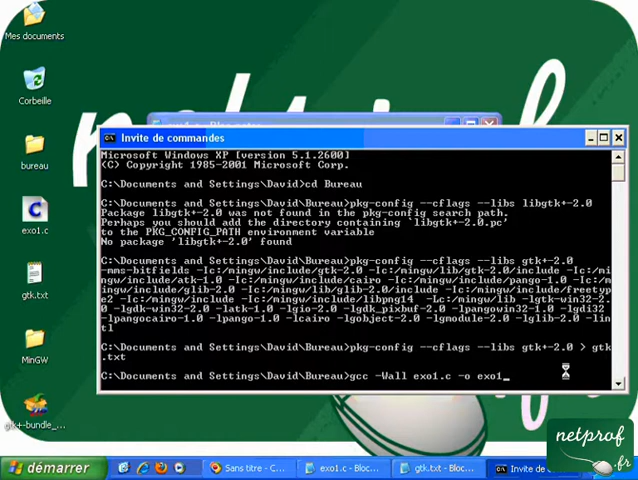 Mes documents
Corbeille
bureau
exo1.c
gtk.txt
MinGW
gtk+-bundle_...
Invite de commandes
Microsoft Windows XP [version 5.1.2600]
(C) Copyright 1985-2001 Microsoft Corp.
C:\Documents and Settings\David>cd Bureau
C:\Documents and Settings\David\Bureau>pkg-config --cflags --libs libgtk+-2.0
Package libgtk+-2.0 was not found in the pkg-config search path.
Perhaps you should add the directory containing `libgtk+-2.0.pc'
to the PKG_CONFIG_PATH environment variable
No package 'libgtk+-2.0' found
C:\Documents and Settings\David\Bureau>pkg-config --cflags --libs gtk+-2.0
-mms-bitfields -Ic:/mingw/include/gtk-2.0 -Ic:/mingw/lib/gtk-2.0/include -Ic:/mi
ngw/include/atk-1.0 -Ic:/mingw/include/cairo -Ic:/mingw/include/pango-1.0 -Ic:/m
ingw/include/glib-2.0 -Ic:/mingw/lib/glib-2.0/include -Ic:/mingw/include/freetyp
e2 -Ic:/mingw/include -Ic:/mingw/include/libpng14  -Lc:/mingw/lib -lgtk-win32-2.
0 -lgdk-win32-2.0 -latk-1.0 -lgio-2.0 -lgdk_pixbuf-2.0 -lpangowin32-1.0 -lgdi32
-lpangocairo-1.0 -lpango-1.0 -lcairo -lgobject-2.0 -lgmodule-2.0 -lglib-2.0 -lin
tl
C:\Documents and Settings\David\Bureau>pkg-config --cflags --libs gtk+-2.0 > gtk
.txt
C:\Documents and Settings\David\Bureau>gcc -Wall exo1.c -o exo1_
netprof
.fr
démarrer
Sans titre - C...
exo1.c - Bloc...
gtk.txt - Bloc...
Invite de